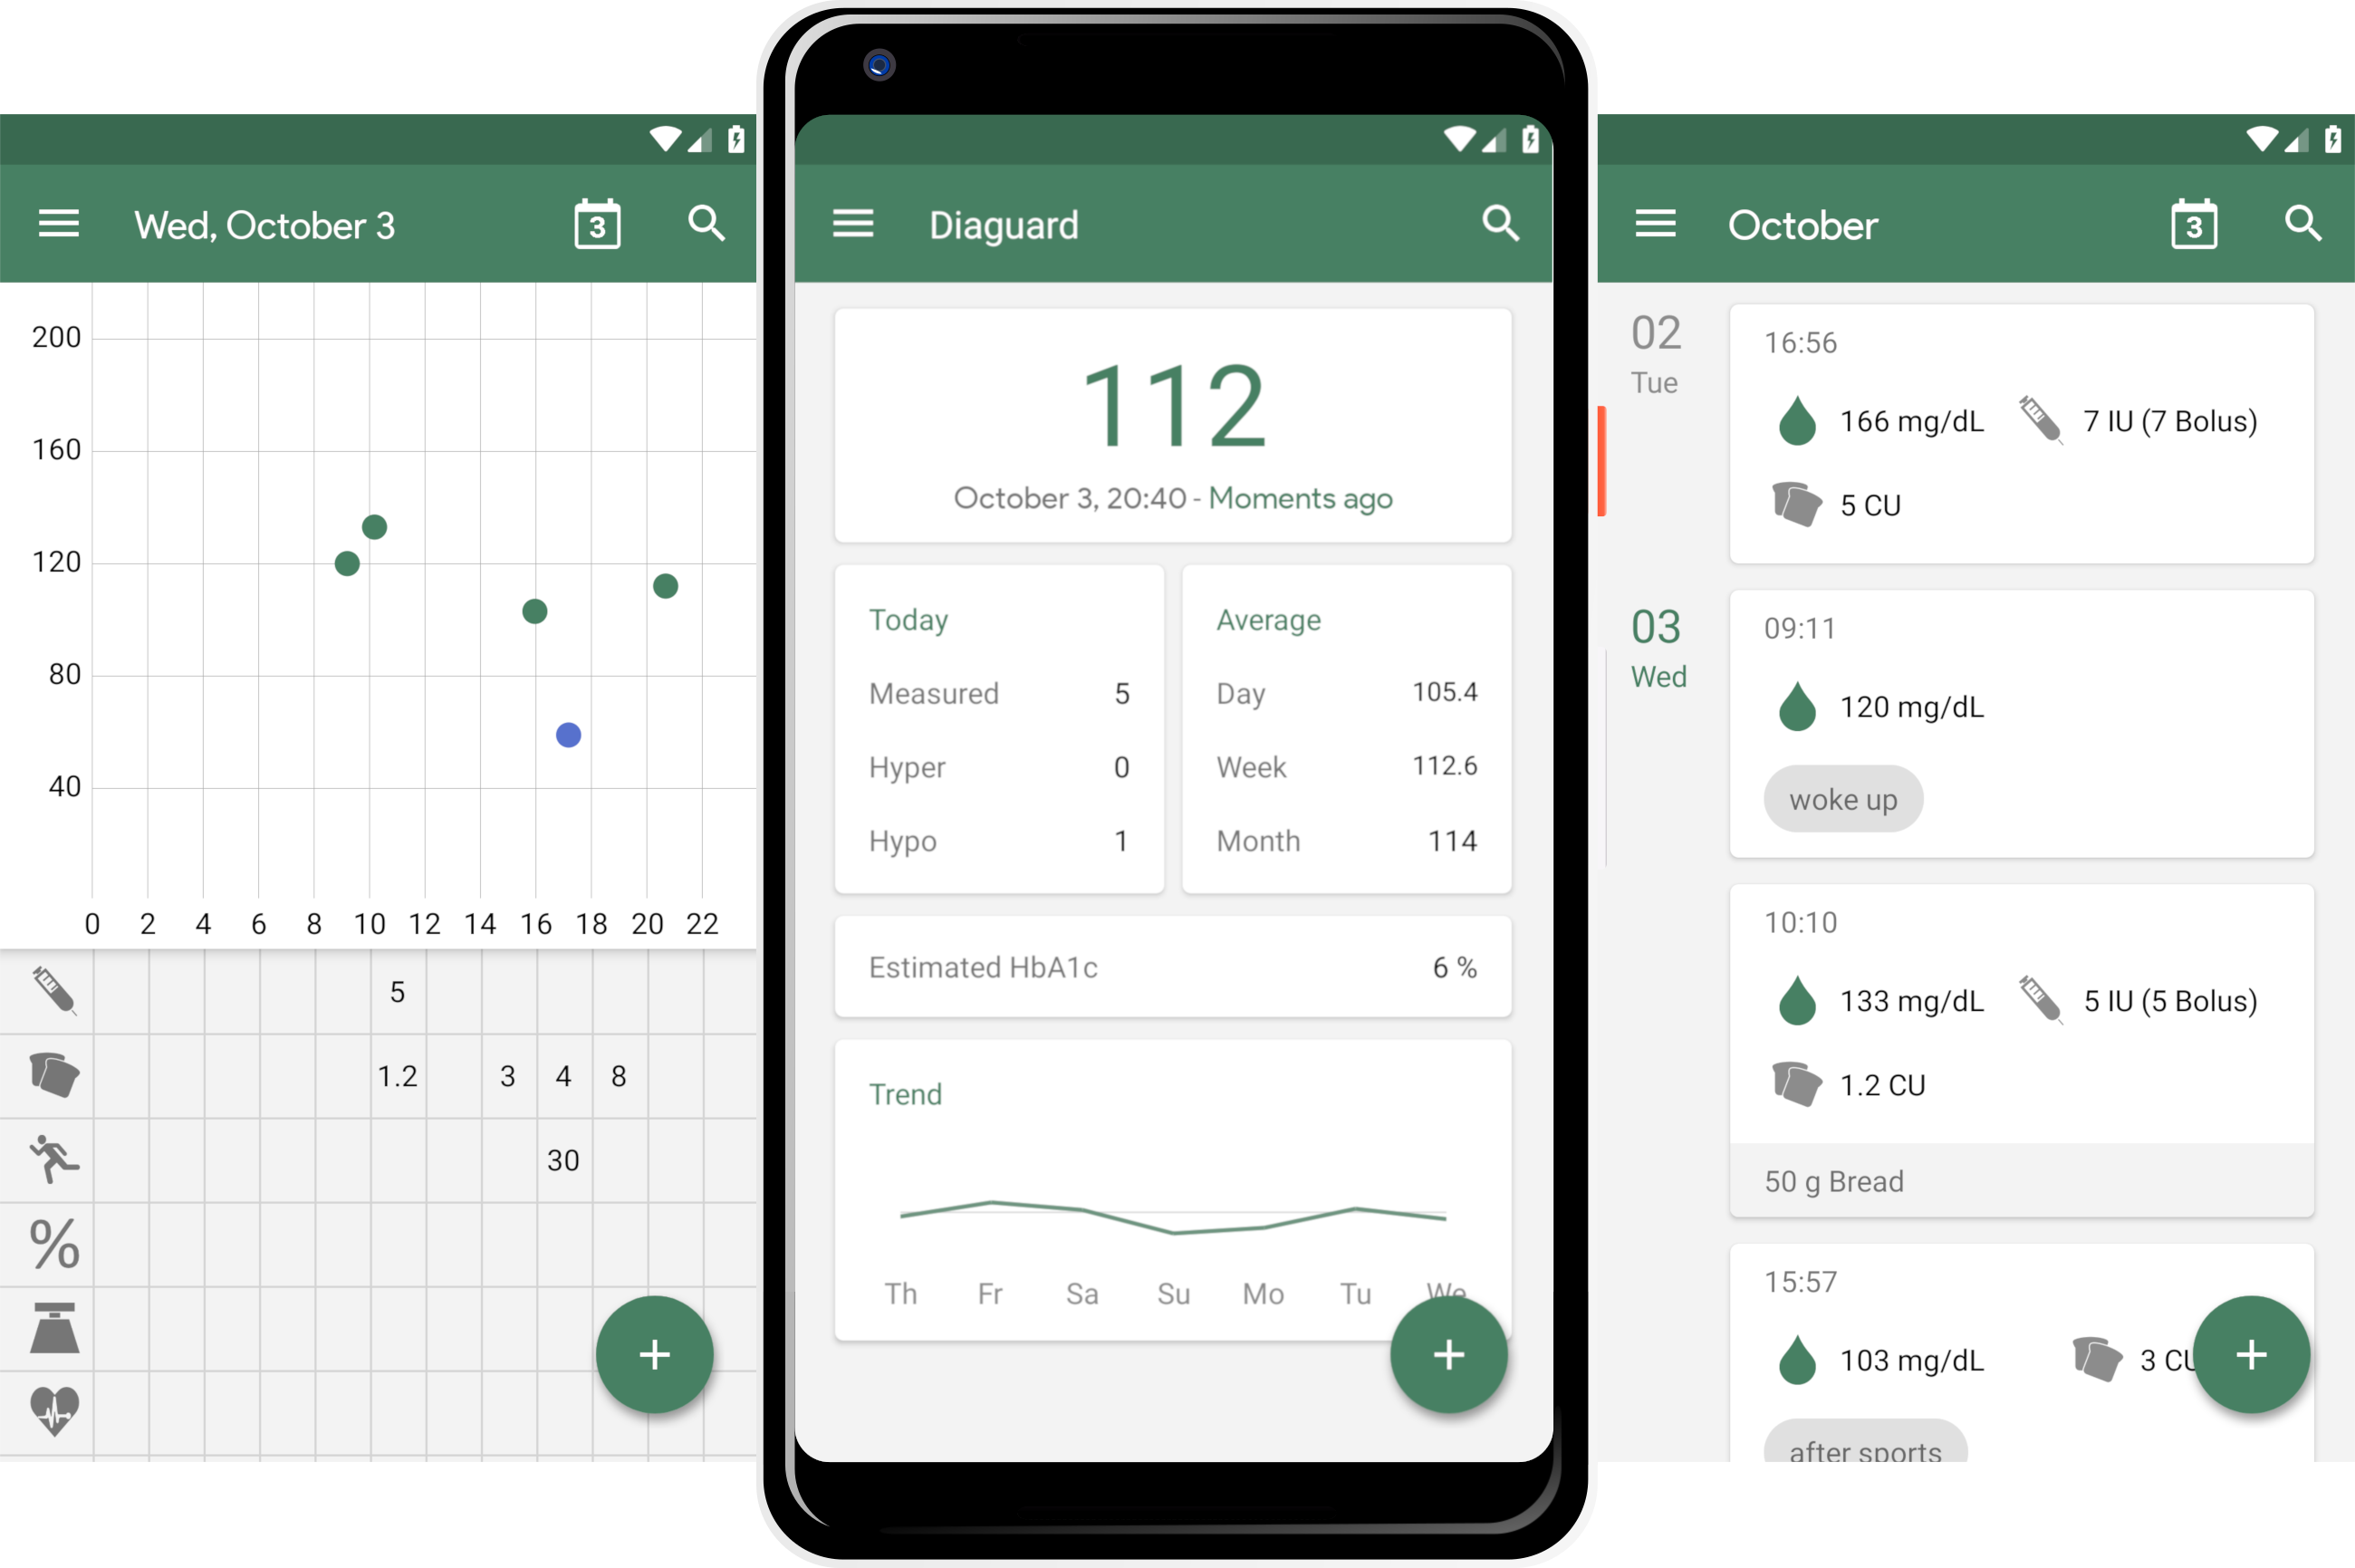 Wed, October 3
3
200
160
120
80
40
0 2 4 6 8 10 12 14 16 18 20 22
5
1.2 3 4 8
30
%
+
Diaguard
112
October 3, 20:40 - Moments ago
Today
Measured 5
Hyper 0
Hypo 1
Average
Day 105.4
Week 112.6
Month 114
Estimated HbA1c 6 %
Trend
Th Fr Sa Su Mo Tu We
+
October
3
02
Tue
16:56
166 mg/dL 7 IU (7 Bolus)
5 CU
03
Wed
09:11
120 mg/dL
woke up
10:10
133 mg/dL 5 IU (5 Bolus)
1.2 CU
50 g Bread
15:57
103 mg/dL 3 CU
+
after sports